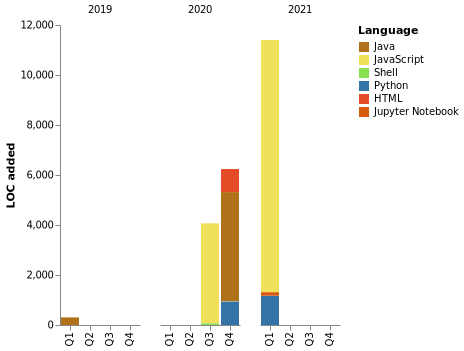 2019 2020 2021
Language
Java
JavaScript
Shell
Python
HTML
Jupyter Notebook
LOC added
12,000
10,000
8,000
6,000
4,000
2,000
0
Q1 Q2 Q3 Q4 Q1 Q2 Q3 Q4 Q1 Q2 Q3 Q4